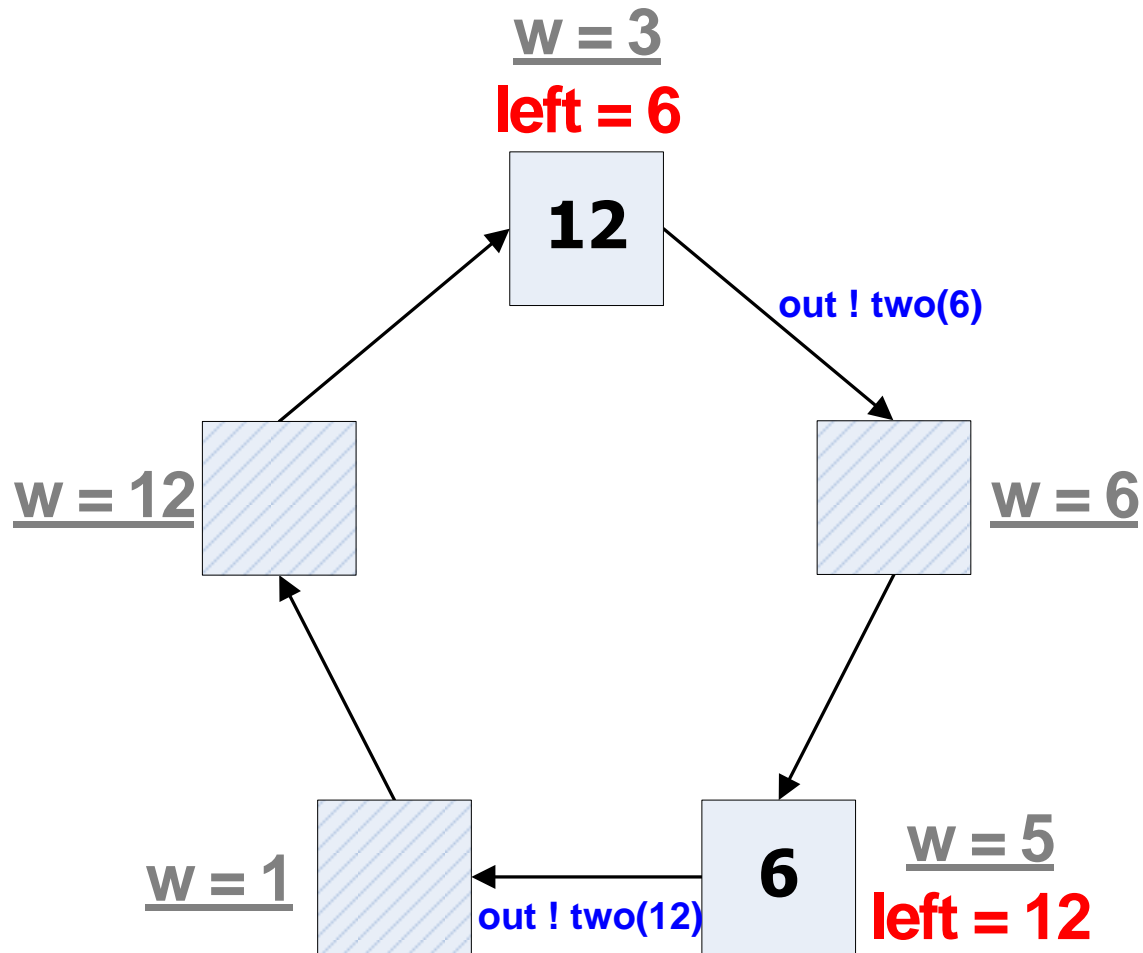 w = 3
left = 6
12
out ! two(6)
w = 12
w = 6
w = 1
out ! two(12)
6
w = 5
left = 12